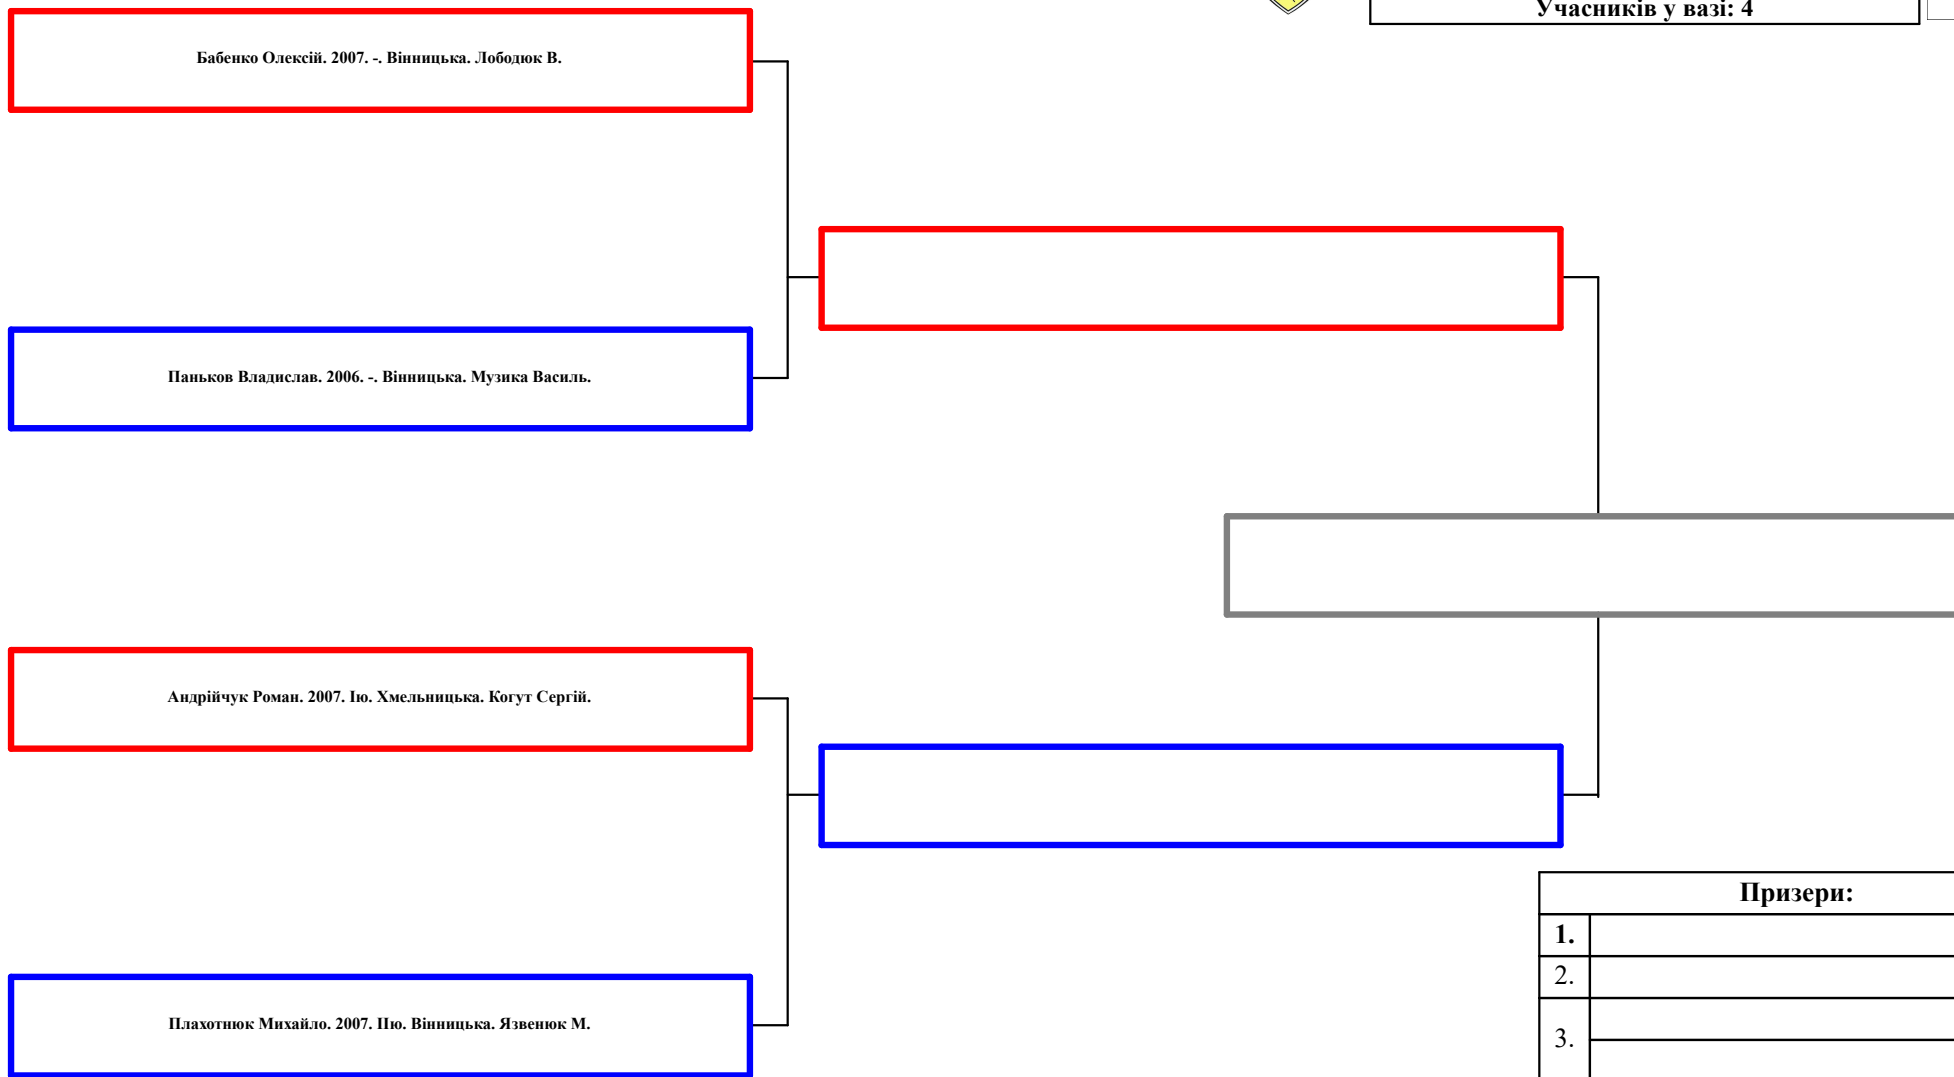 Учасників у вазі: 4
Бабенко Олексій. 2007. -. Вінницька. Лободюк В.
Паньков Владислав. 2006. -. Вінницька. Музика Василь.
Андрійчук Роман. 2007. Iю. Хмельницька. Когут Сергій.
Плахотнюк Михайло. 2007. IIю. Вінницька. Язвенюк М.
Призери:
1.
2.
3.